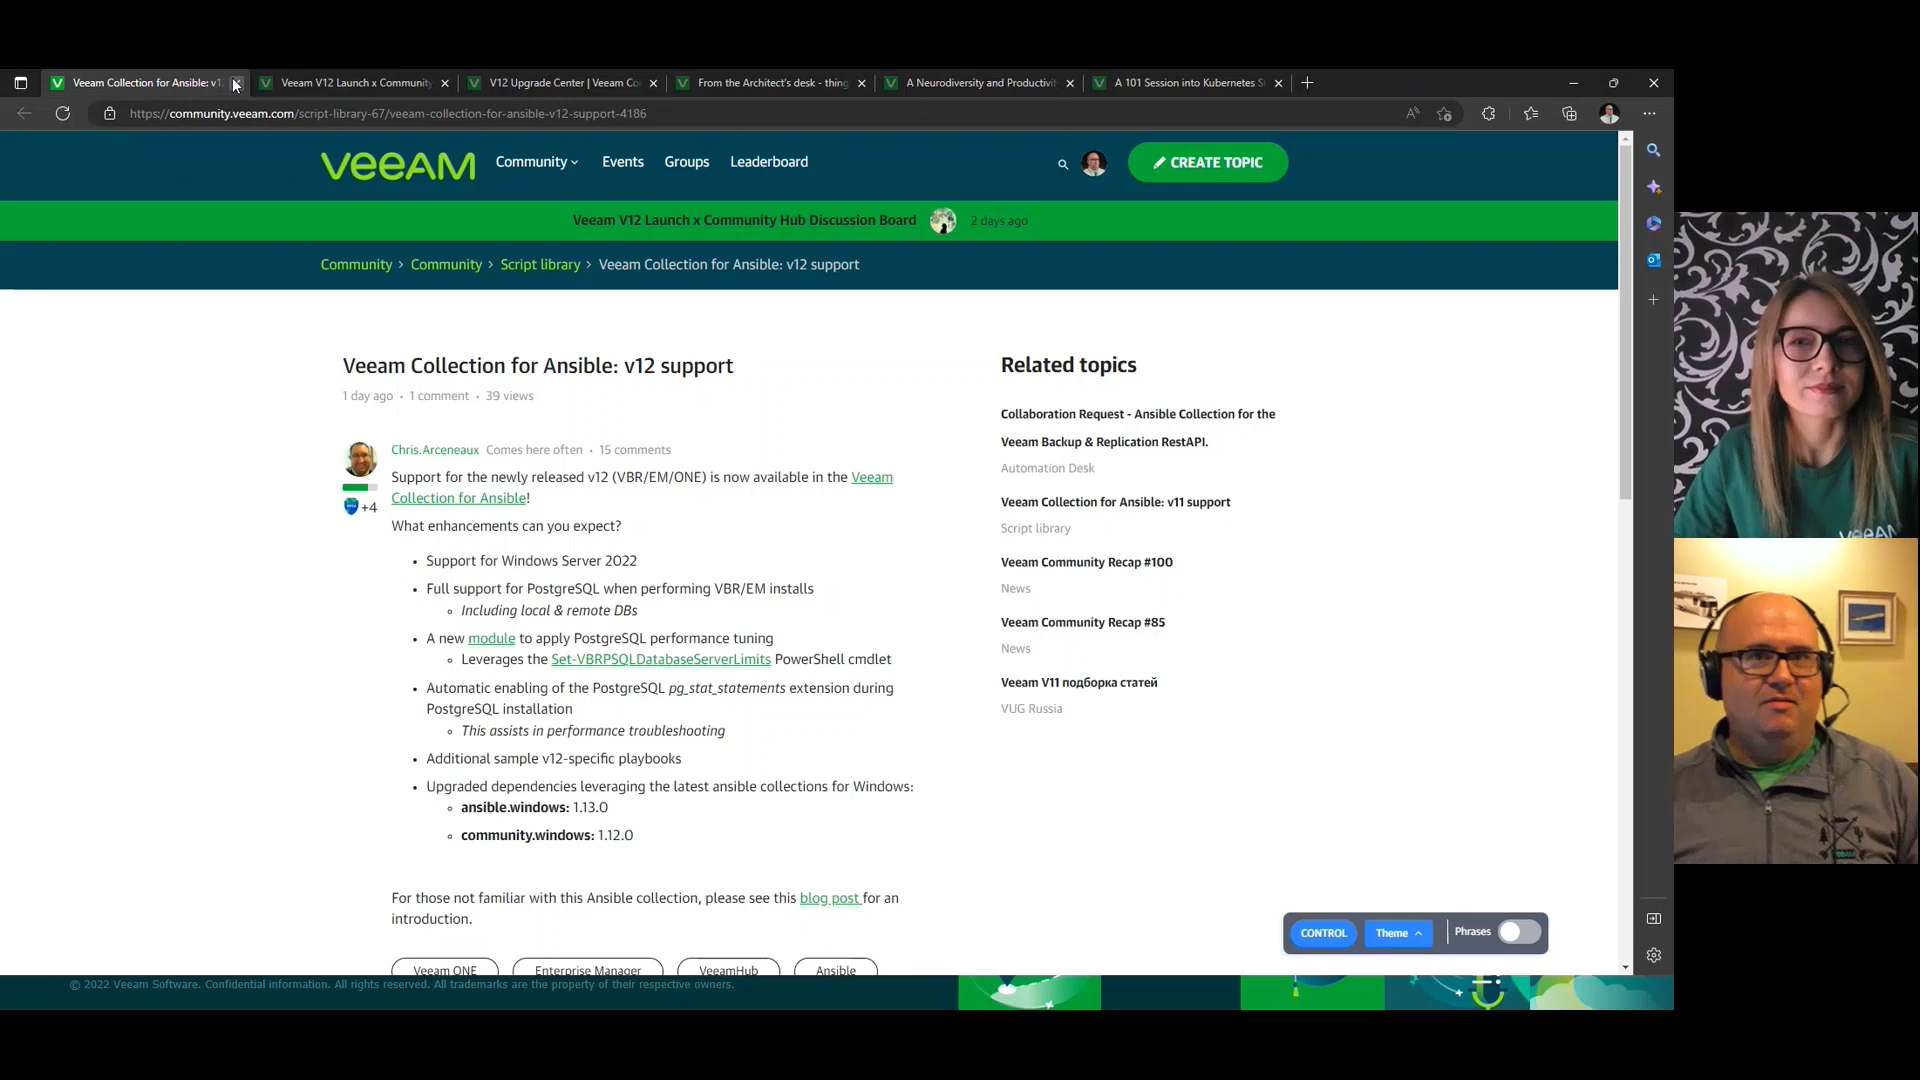 Veeam Collection for Ansible: v1
Veeam V12 Launch x Community
V12 Upgrade Center | Veeam Co
From the Architect's desk - thing
A Neurodiversity and Productivit
A 101 Session into Kubernetes S
https://community.veeam.com/script-library-67/veeam-collection-for-ansible-v12-support-4186
VEEAM
Community
Events
Groups
Leaderboard
CREATE TOPIC
Veeam V12 Launch x Community Hub Discussion Board
2 days ago
Community > Community > Script library > Veeam Collection for Ansible: v12 support
Veeam Collection for Ansible: v12 support
1 day ago · 1 comment · 39 views
Chris.Arceneaux Comes here often · 15 comments
+4
Support for the newly released v12 (VBR/EM/ONE) is now available in the Veeam
Collection for Ansible!
What enhancements can you expect?
• Support for Windows Server 2022
• Full support for PostgreSQL when performing VBR/EM installs
◦ Including local & remote DBs
• A new module to apply PostgreSQL performance tuning
◦ Leverages the Set-VBRPSQLDatabaseServerLimits PowerShell cmdlet
• Automatic enabling of the PostgreSQL pg_stat_statements extension during
PostgreSQL installation
◦ This assists in performance troubleshooting
• Additional sample v12-specific playbooks
• Upgraded dependencies leveraging the latest ansible collections for Windows:
◦ ansible.windows: 1.13.0
◦ community.windows: 1.12.0
For those not familiar with this Ansible collection, please see this blog post for an
introduction.
Veeam ONE
Enterprise Manager
VeeamHub
Ansible
Related topics
Collaboration Request - Ansible Collection for the
Veeam Backup & Replication RestAPI.
Automation Desk
Veeam Collection for Ansible: v11 support
Script library
Veeam Community Recap #100
News
Veeam Community Recap #85
News
Veeam V11 подборка статей
VUG Russia
CONTROL
Theme
Phrases
© 2022 Veeam Software. Confidential information. All rights reserved. All trademarks are the property of their respective owners.
VEEAM